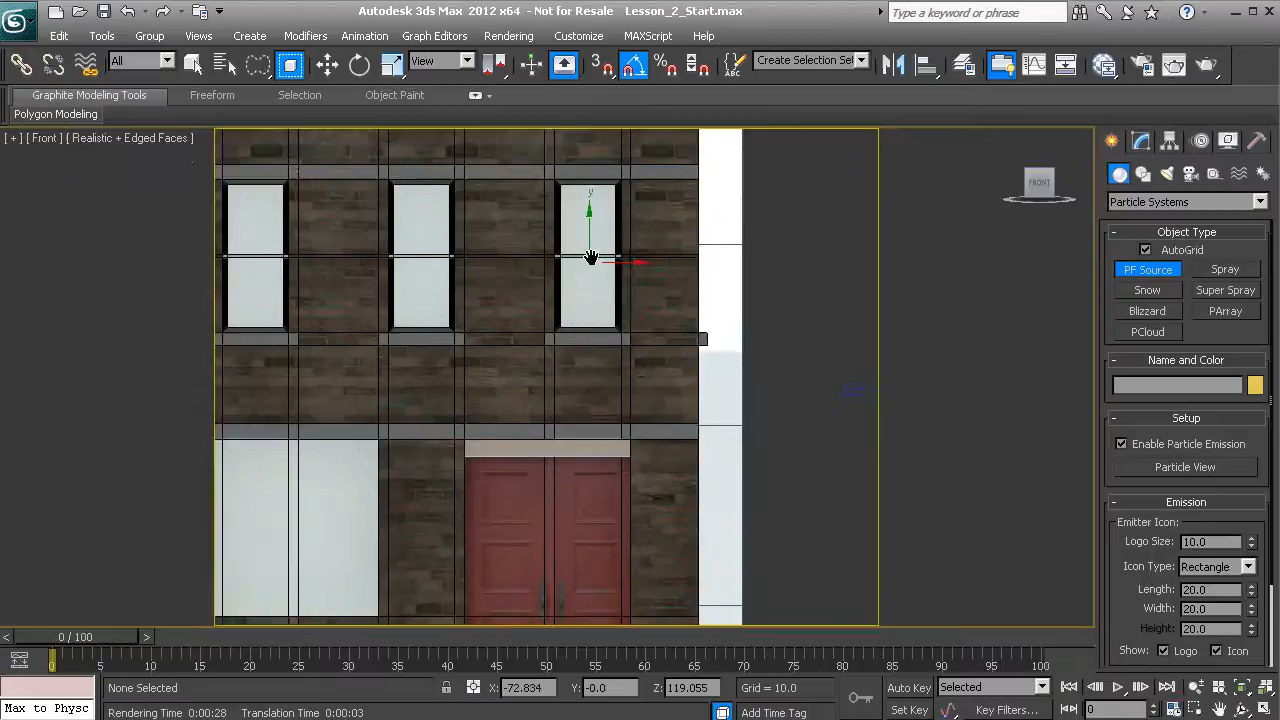 Autodesk 3ds Max 2012 x64 - Not for Resale Lesson_2_Start.max
Type a keyword or phrase
Edit Tools Group Views Create Modifiers Animation Graph Editors Rendering Customize MAXScript Help
All View 3 Create Selection Sel
Graphite Modeling Tools Freeform Selection Object Paint
Polygon Modeling
[ + ] [ Front ] [ Realistic + Edged Faces ]
FRONT
y
Particle Systems
- Object Type
AutoGrid
PF Source Spray
Snow Super Spray
Blizzard PArray
PCloud
- Name and Color
- Setup
Enable Particle Emission
Particle View
- Emission
Emitter Icon:
Logo Size: 10.0
Icon Type: Rectangle
Length: 20.0
Width: 20.0
Height: 20.0
Show: Logo Icon
< 0 / 100 >
0 5 10 15 20 25 30 35 40 45 50 55 60 65 70 75 80 85 90 95 100
None Selected X: -72.834 Y: -0.0 Z: 119.055 Grid = 10.0 Auto Key Selected
Max to Physc Rendering Time 0:00:28 Translation Time 0:00:03 Add Time Tag Set Key Key Filters... 0